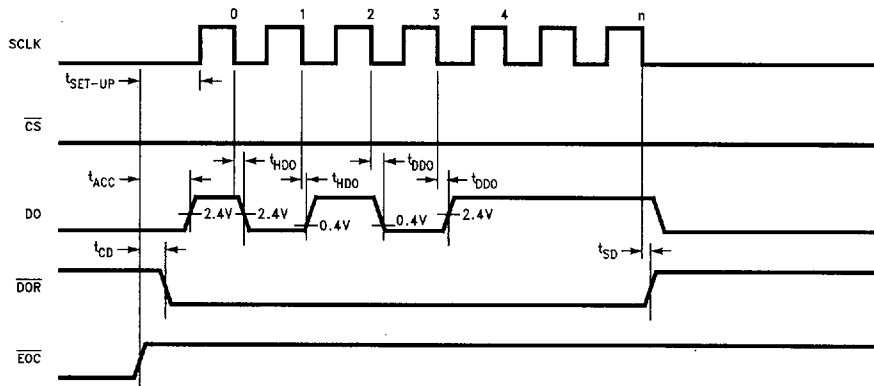 0 1 2 3 4 n
SCLK
tSET-UP
CS
tHDO tDDO
tACC tHDO tDDO
DO 2.4V 2.4V 0.4V 0.4V 2.4V
tCD tSD
DOR
EOC